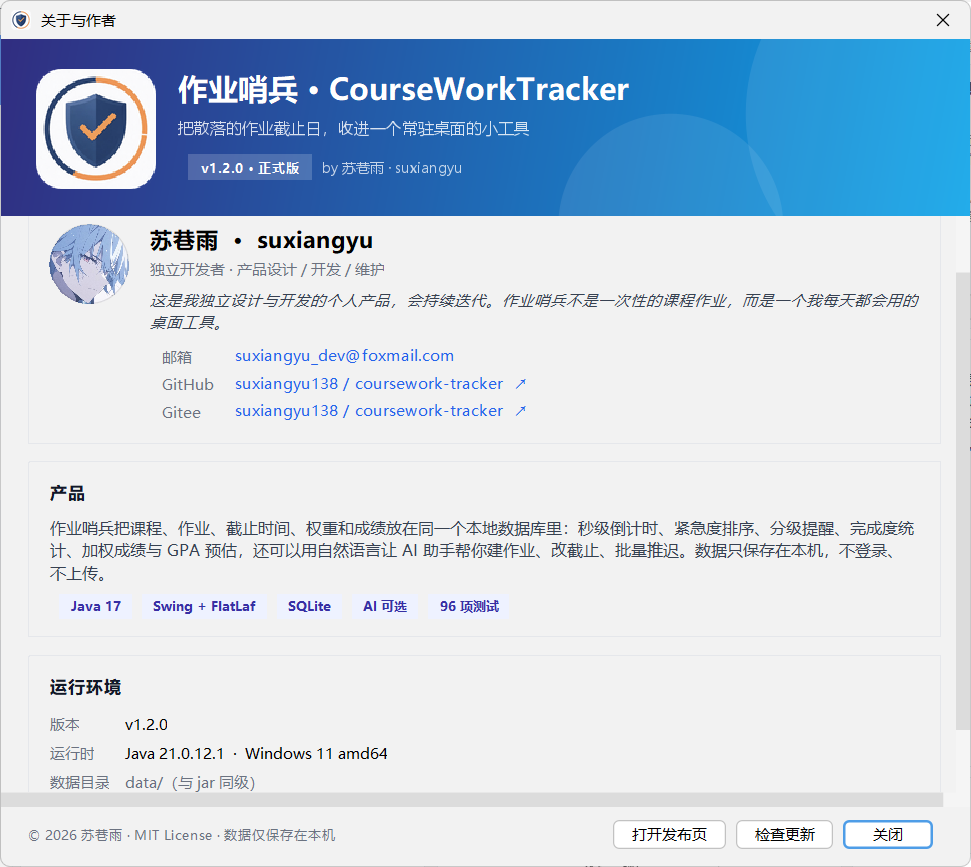 关于与作者
作业哨兵 • CourseWorkTracker
把散落的作业截止日，收进一个常驻桌面的小工具
v1.2.0 • 正式版 by 苏巷雨 · suxiangyu
苏巷雨 • suxiangyu
独立开发者 · 产品设计 / 开发 / 维护
这是我独立设计与开发的个人产品，会持续迭代。作业哨兵不是一次性的课程作业，而是一个我每天都会用的
桌面工具。
邮箱 suxiangyu_dev@foxmail.com
GitHub suxiangyu138 / coursework-tracker ↗
Gitee suxiangyu138 / coursework-tracker ↗
产品
作业哨兵把课程、作业、截止时间、权重和成绩放在同一个本地数据库里：秒级倒计时、紧急度排序、分级提醒、完成度统
计、加权成绩与 GPA 预估，还可以用自然语言让 AI 助手帮你建作业、改截止、批量推迟。数据只保存在本机，不登录、
不上传。
Java 17 Swing + FlatLaf SQLite AI 可选 96 项测试
运行环境
版本 v1.2.0
运行时 Java 21.0.12.1 · Windows 11 amd64
数据目录 data/（与 jar 同级）
© 2026 苏巷雨 · MIT License · 数据仅保存在本机
打开发布页 检查更新 关闭